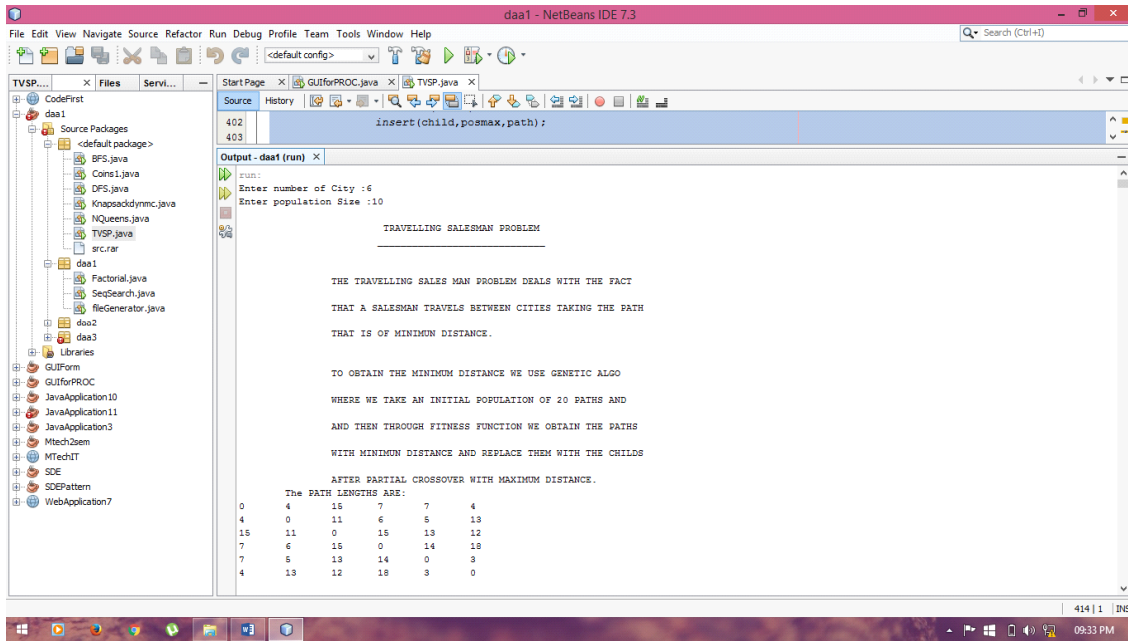 daa1 - NetBeans IDE 7.3
File Edit View Navigate Source Refactor Run Debug Profile Team Tools Window Help
Search (Ctrl+I)
<default config>
TVSP.... × Files Servi... –
Start Page × GUIforPROC.java × TVSP.java ×
Source History
CodeFirst
daa1
Source Packages
<default package>
BFS.java
Coins1.java
DFS.java
Knapsackdynmc.java
NQueens.java
TVSP.java
src.rar
daa1
Factorial.java
SeqSearch.java
fileGenerator.java
daa2
daa3
Libraries
GUIForm
GUIforPROC
JavaApplication10
JavaApplication11
JavaApplication3
Mtech2sem
MTechIT
SDE
SDEPattern
WebApplication7
402 insert(child,posmax,path);
403
Output - daa1 (run) ×
run:
Enter number of City :6
Enter population Size :10
TRAVELLING SALESMAN PROBLEM
THE TRAVELLING SALES MAN PROBLEM DEALS WITH THE FACT
THAT A SALESMAN TRAVELS BETWEEN CITIES TAKING THE PATH
THAT IS OF MINIMUN DISTANCE.
TO OBTAIN THE MINIMUM DISTANCE WE USE GENETIC ALGO
WHERE WE TAKE AN INITIAL POPULATION OF 20 PATHS AND
AND THEN THROUGH FITNESS FUNCTION WE OBTAIN THE PATHS
WITH MINIMUN DISTANCE AND REPLACE THEM WITH THE CHILDS
AFTER PARTIAL CROSSOVER WITH MAXIMUM DISTANCE.
The PATH LENGTHS ARE:
0 4 15 7 7 4
4 0 11 6 5 13
15 11 0 15 13 12
7 6 15 0 14 18
7 5 13 14 0 3
4 13 12 18 3 0
414 | 1 INS
09:33 PM